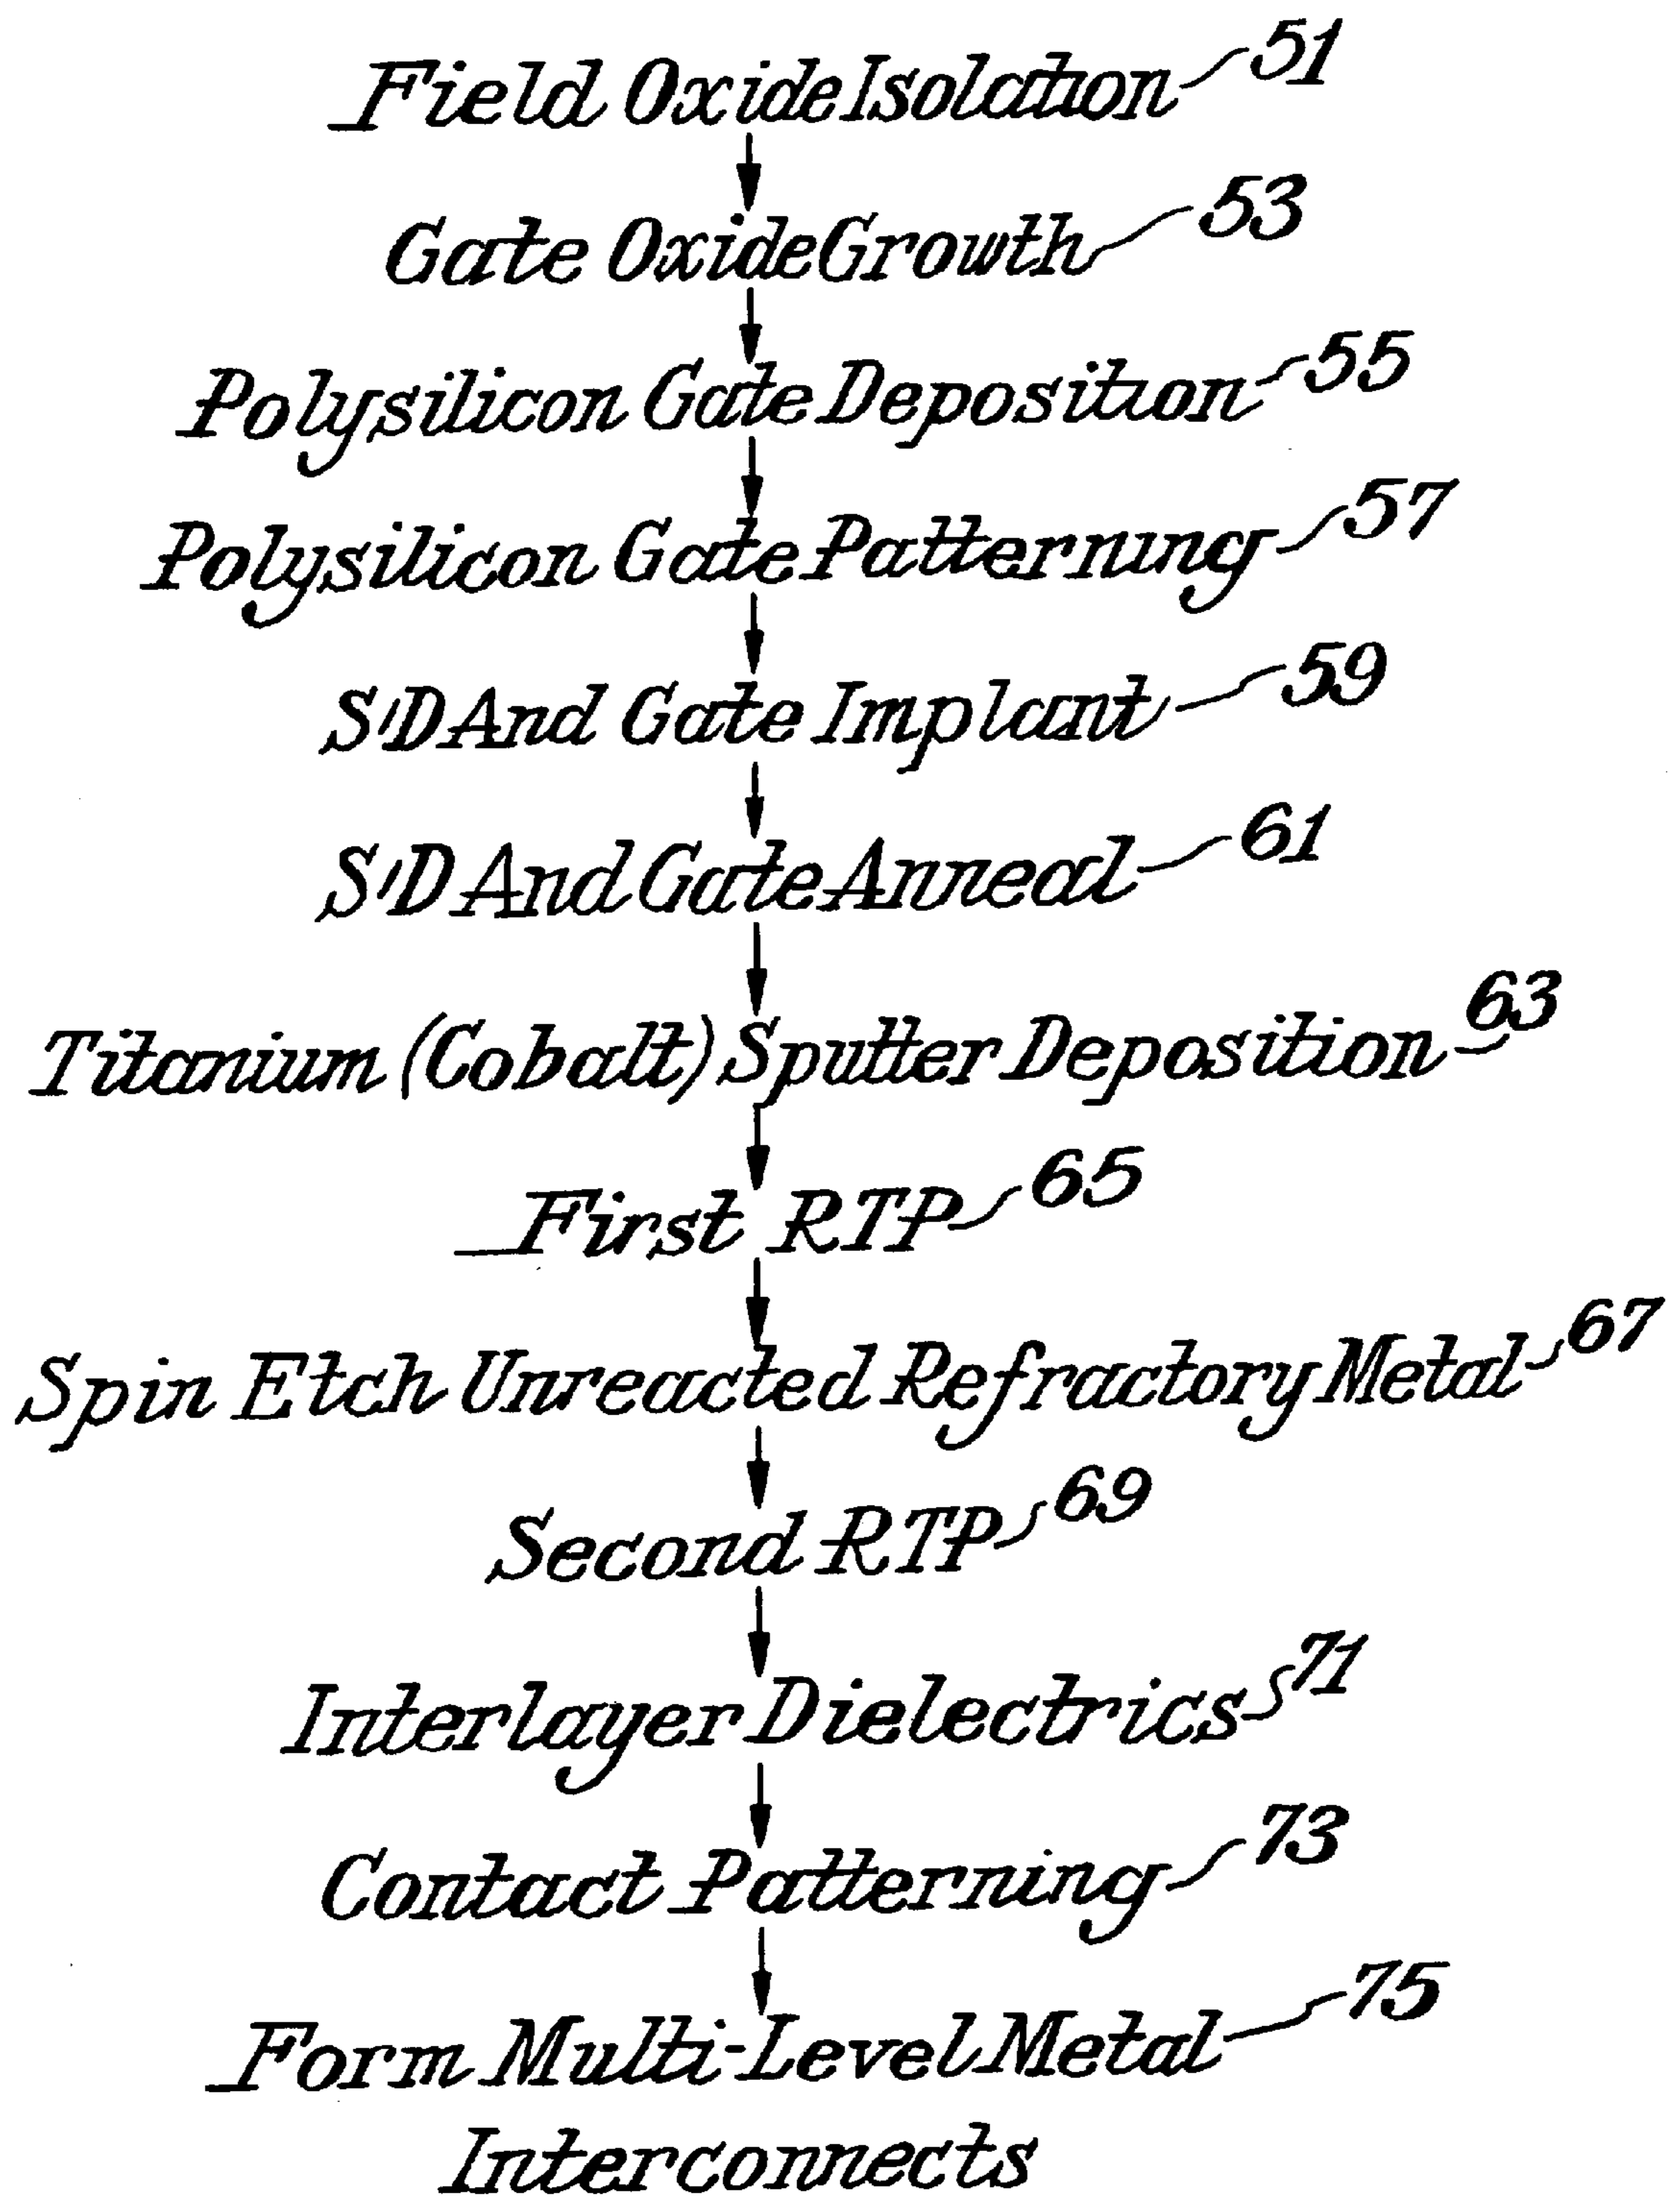 Field Oxide Isolation 51
Gate Oxide Growth 53
Polysilicon Gate Deposition 55
Polysilicon Gate Patterning 57
S/D And Gate Implant 59
S/D And Gate Anneal 61
Titanium (Cobalt) Sputter Deposition 63
First RTP 65
Spin Etch Unreacted Refractory Metal 67
Second RTP 69
Interlayer Dielectrics 71
Contact Patterning 73
Form Multi-Level Metal 75
Interconnects